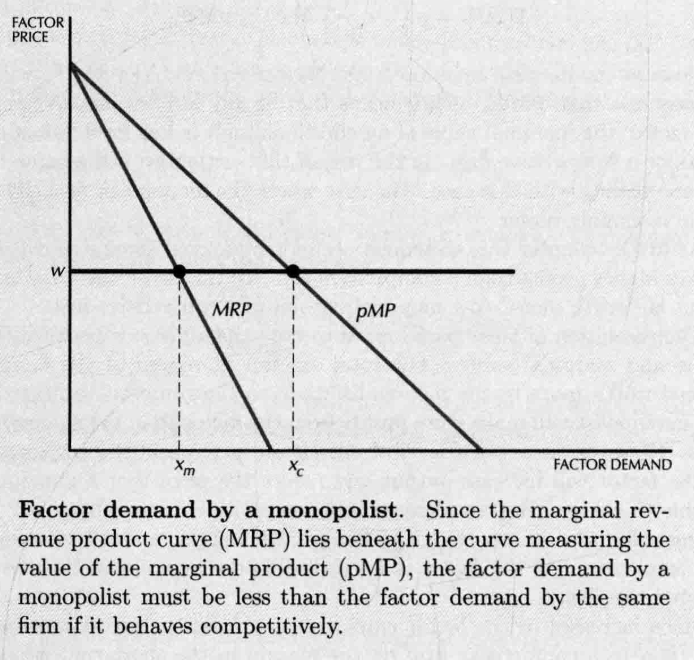 FACTOR
PRICE
w
MRP
pMP
xm
xc
FACTOR DEMAND
Factor demand by a monopolist. Since the marginal rev-
enue product curve (MRP) lies beneath the curve measuring the
value of the marginal product (pMP), the factor demand by a
monopolist must be less than the factor demand by the same
firm if it behaves competitively.